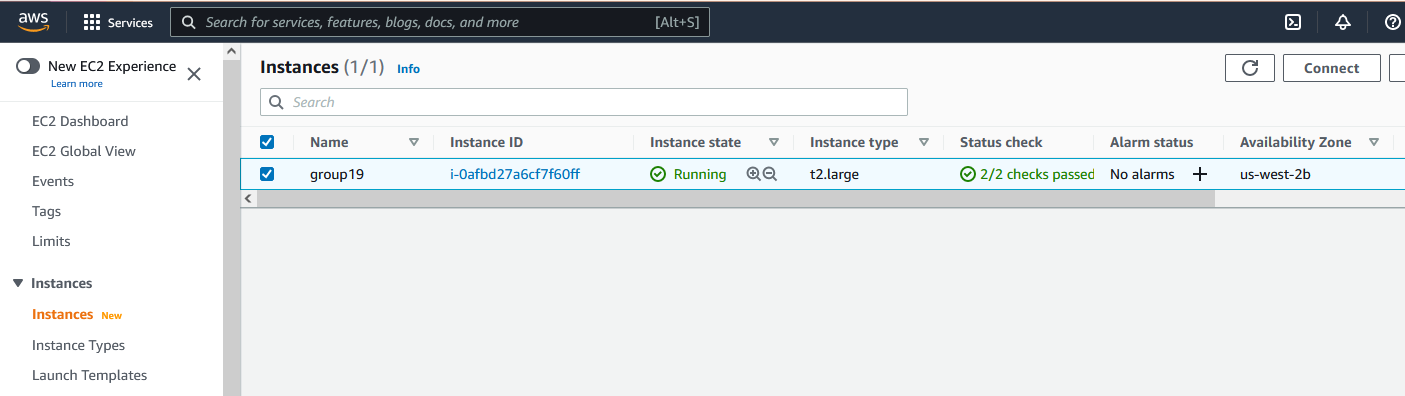 aws Services Search for services, features, blogs, docs, and more [Alt+S]
New EC2 Experience
Learn more
EC2 Dashboard
EC2 Global View
Events
Tags
Limits
Instances
Instances New
Instance Types
Launch Templates
Instances (1/1) Info Connect
Search
Name Instance ID Instance state Instance type Status check Alarm status Availability Zone
group19 i-0afbd27a6cf7f60ff Running t2.large 2/2 checks passed No alarms us-west-2b